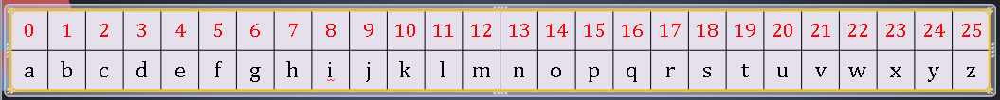 0 1 2 3 4 5 6 7 8 9 10 11 12 13 14 15 16 17 18 19 20 21 22 23 24 25
a b c d e f g h i j k l m n o p q r s t u v w x y z